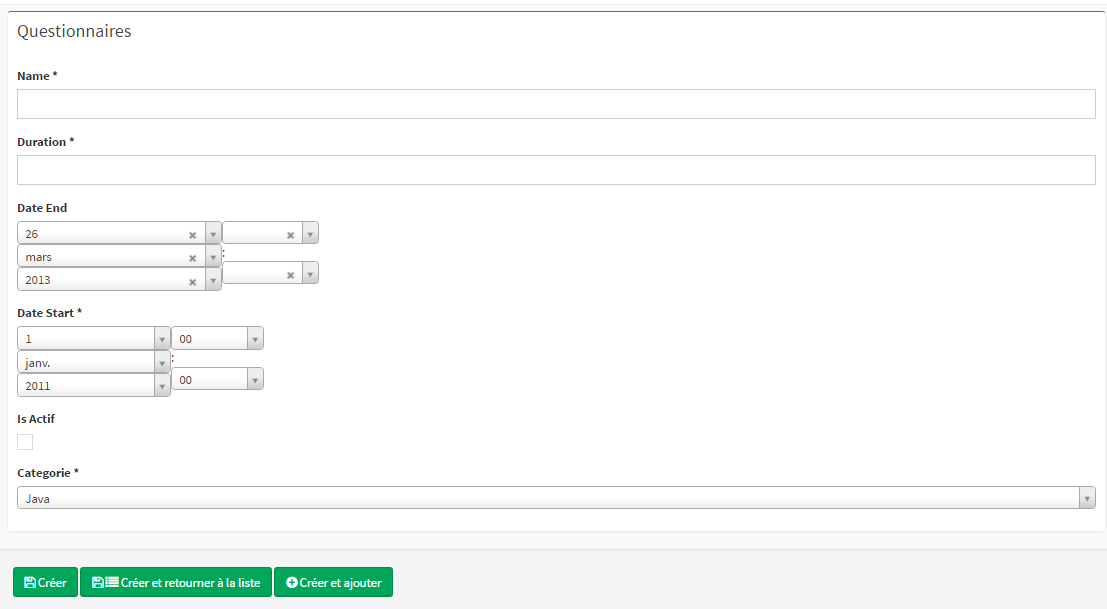 Questionnaires
Name *
Duration *
Date End
26
mars
:
2013
Date Start *
1 00
janv.
:
2011 00
Is Actif
Categorie *
Java
Créer Créer et retourner à la liste Créer et ajouter